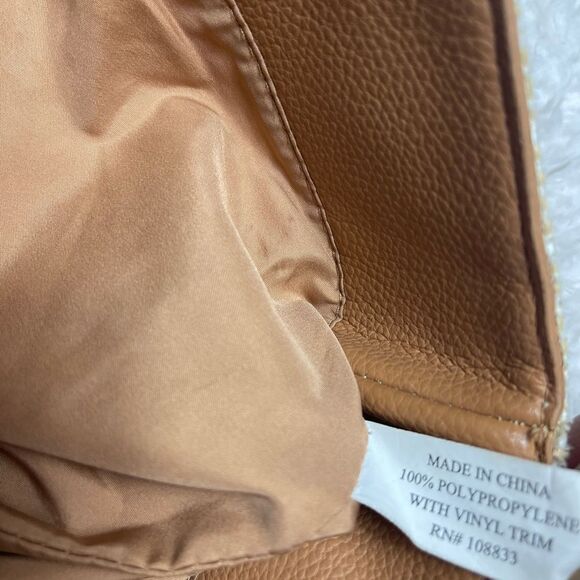 MADE IN CHINA
100% POLYPROPYLENE
WITH VINYL TRIM
RN# 108833